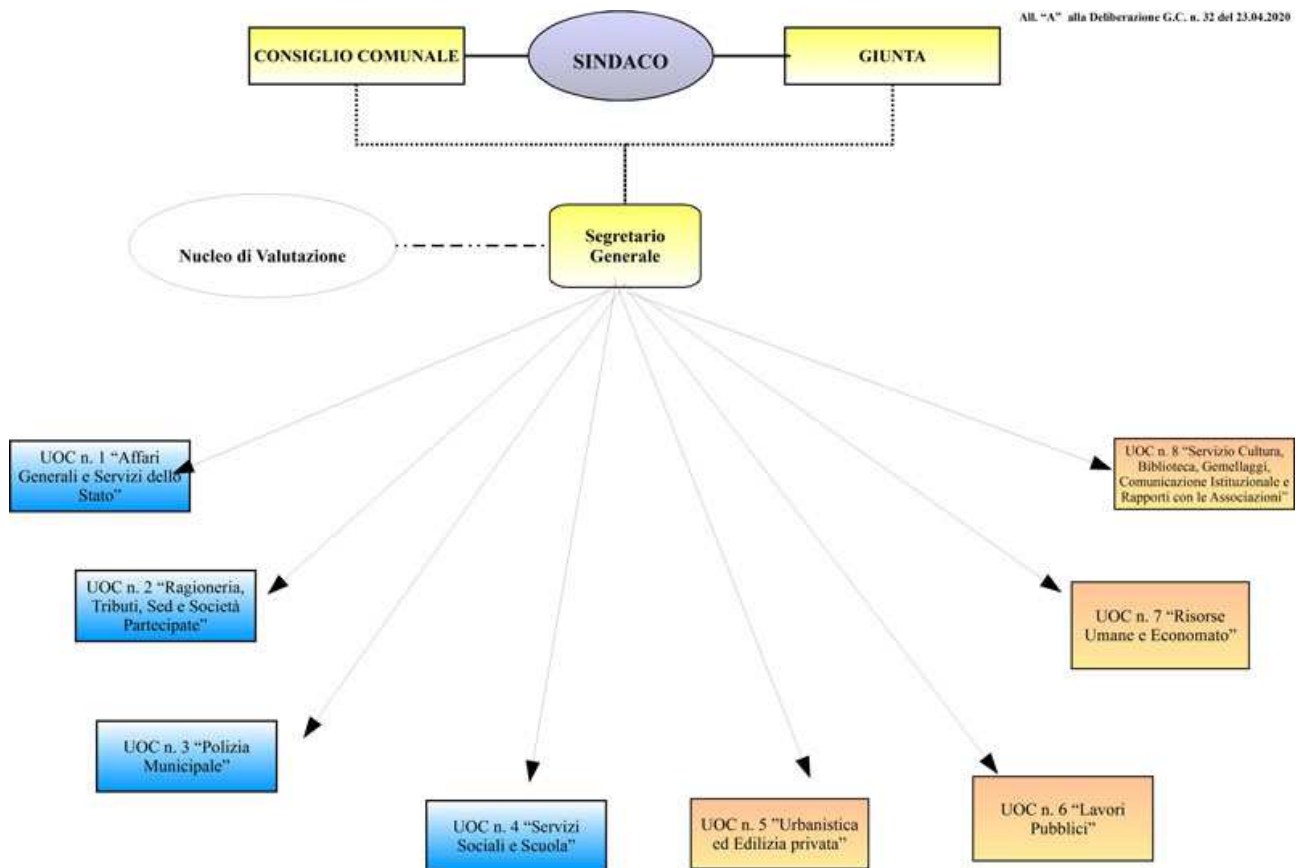 All. “A” alla Deliberazione G.C. n. 32 del 23.04.2020
CONSIGLIO COMUNALE
SINDACO
GIUNTA
Segretario
Generale
Nucleo di Valutazione
UOC n. 1 “Affari
Generali e Servizi dello
Stato”
UOC n. 8 “Servizio Cultura,
Biblioteca, Gemellaggi,
Comunicazione Istituzionale e
Rapporti con le Associazioni”
UOC n. 2 “Ragioneria,
Tributi, Sed e Società
Partecipate”
UOC n. 7 “Risorse
Umane e Economato”
UOC n. 3 “Polizia
Municipale”
UOC n. 4 “Servizi
Sociali e Scuola”
UOC n. 5 ”Urbanistica
ed Edilizia privata”
UOC n. 6 “Lavori
Pubblici”